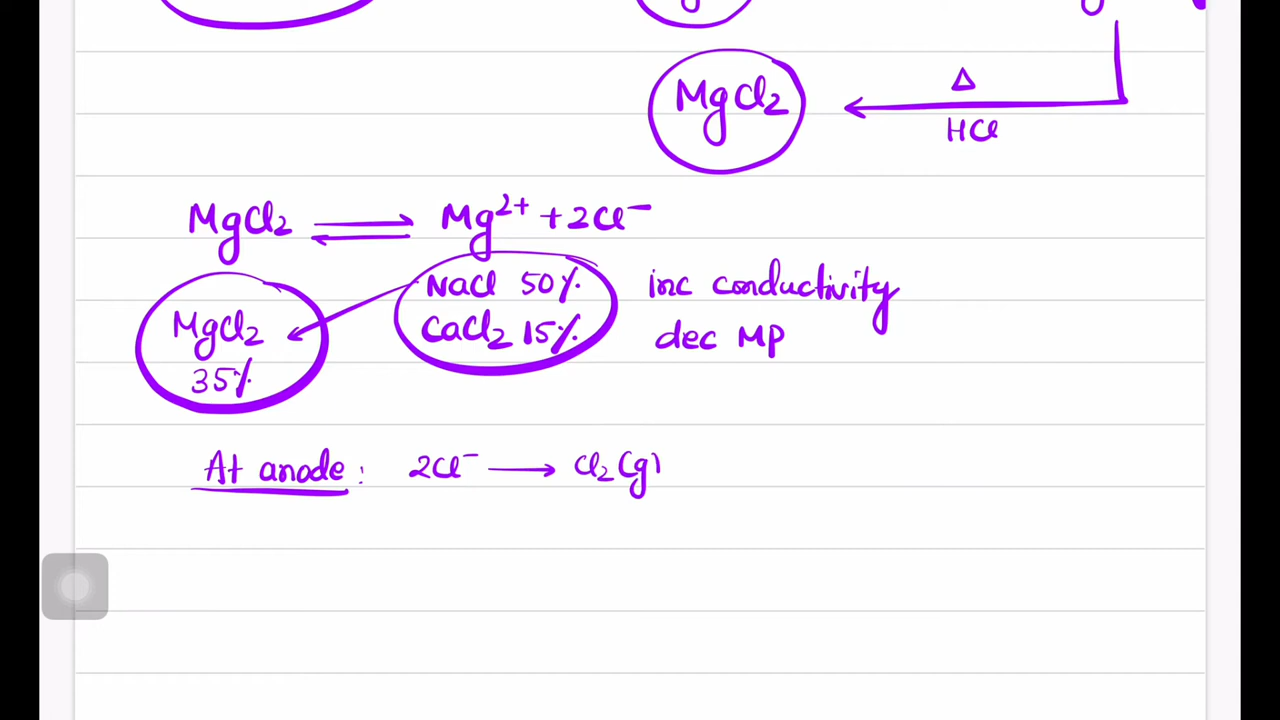 MgCl2
Δ
HCl
MgCl2 ⇌ Mg2+ + 2Cl−
NaCl 50% inc conductivity
MgCl2 CaCl2 15% dec MP
35%
At anode: 2Cl− → Cl2(g)